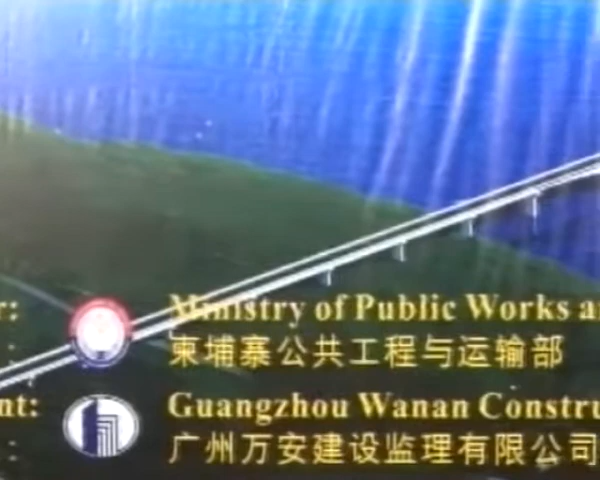 r: Ministry of Public Works a
: 柬埔寨公共工程与运输部
nt: Guangzhou Wanan Constru
: 广州万安建设监理有限公司